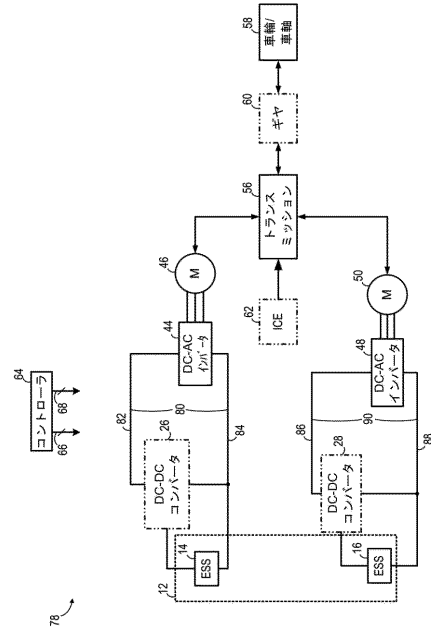 78
64
コントローラ
66
68
12
14
ESS
26
DC-DC
コンバータ
82
80
84
44
DC-AC
インバータ
46
M
62
ICE
56
トランス
ミッション
60
ギヤ
58
車輪/
車軸
16
ESS
28
DC-DC
コンバータ
86
90
88
48
DC-AC
インバータ
50
M